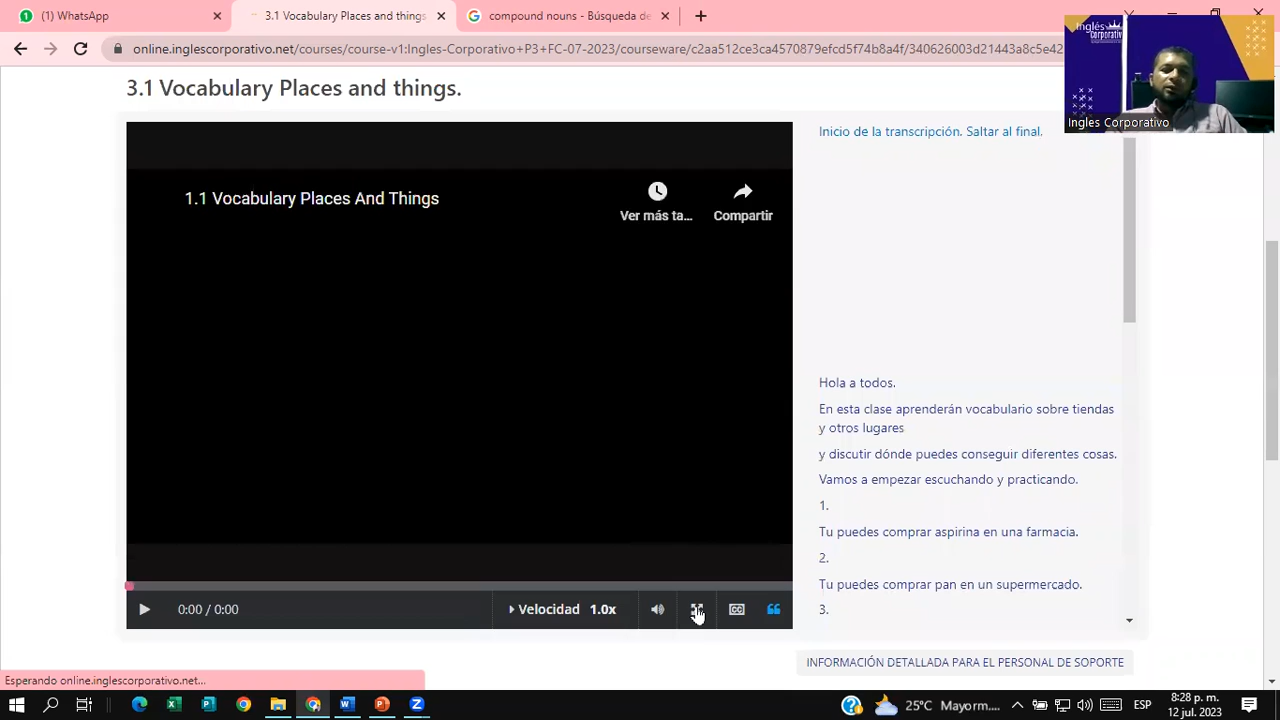 WhatsApp
3.1 Vocabulary Places and things
compound nouns - Búsqueda de
online.inglescorporativo.net/courses/course-v1:Ingles-Corporativo+P3+FC-07-2023/courseware/c2aa512ce3ca4570879efcd5f74b8a4f/340626003d21443a8c5e42
Inglés
Corporativo
Ingles Corporativo
3.1 Vocabulary Places and things.
1.1 Vocabulary Places And Things
Ver más ta...
Compartir
Inicio de la transcripción. Saltar al final.
Hola a todos.
En esta clase aprenderán vocabulario sobre tiendas
y otros lugares
y discutir dónde puedes conseguir diferentes cosas.
Vamos a empezar escuchando y practicando.
1.
Tu puedes comprar aspirina en una farmacia.
2.
Tu puedes comprar pan en un supermercado.
3.
0:00 / 0:00
Velocidad 1.0x
CC
INFORMACIÓN DETALLADA PARA EL PERSONAL DE SOPORTE
Esperando online.inglescorporativo.net...
25°C Mayorm....
ESP
8:28 p. m.
12 jul. 2023